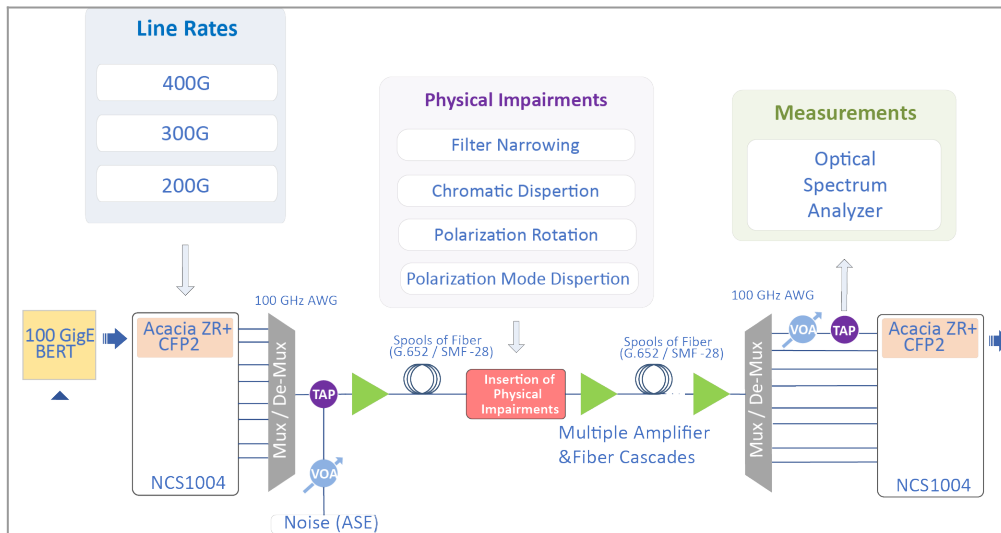 Line Rates
400G
300G
200G
Physical Impairments
Filter Narrowing
Chromatic Dispertion
Polarization Rotation
Polarization Mode Dispertion
Measurements
Optical
Spectrum
Analyzer
100 GigE
BERT
Acacia ZR+
CFP2
NCS1004
100 GHz AWG
Mux / De-Mux
TAP
VOA
Noise (ASE)
Spools of Fiber
(G.652 / SMF -28)
Insertion of
Physical
Impairments
Spools of Fiber
(G.652 / SMF -28)
Multiple Amplifier
&Fiber Cascades
100 GHz AWG
Mux / De-Mux
VOA
TAP
Acacia ZR+
CFP2
NCS1004